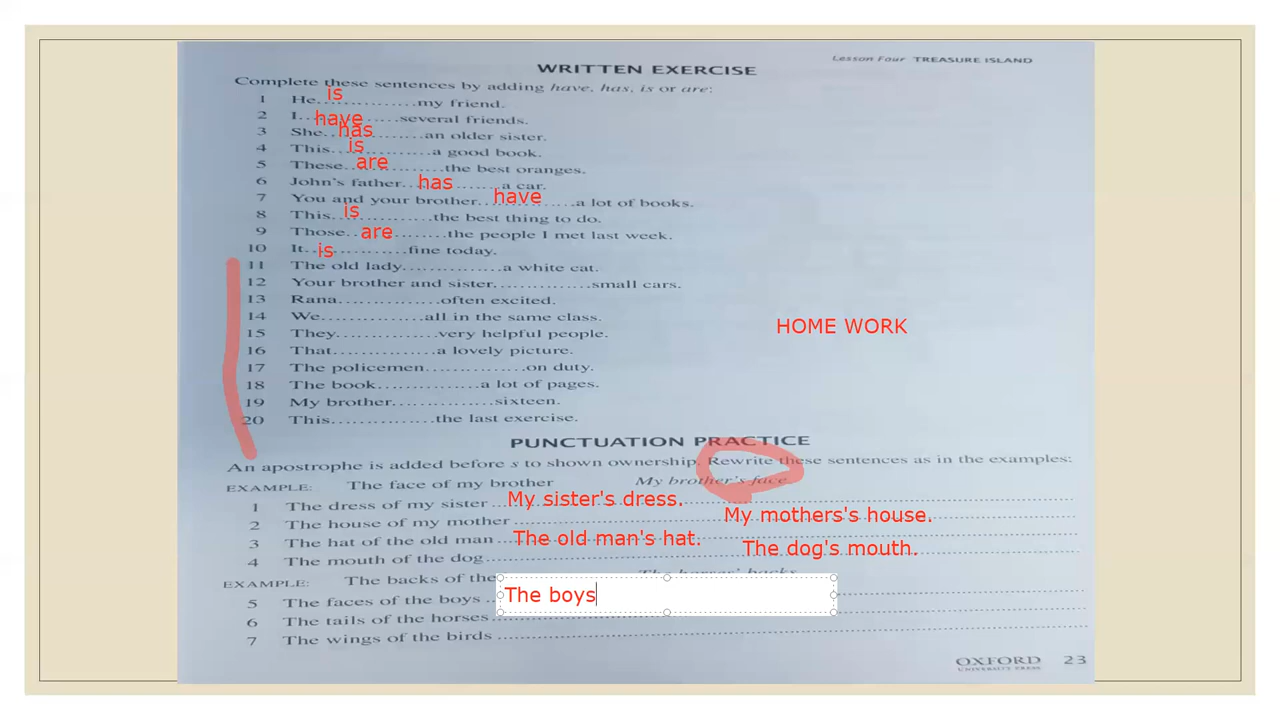 Lesson Four TREASURE ISLAND
WRITTEN EXERCISE
Complete these sentences by adding have, has, is or are:
1 He..is............my friend.
2 I...have.....several friends.
3 She..has........an older sister.
4 This...is..........a good book.
5 These..are........the best oranges.
6 John's father..has.......a car.
7 You and your brother..have.....a lot of books.
8 This..is...........the best thing to do.
9 Those..are........the people I met last week.
10 It..is...........fine today.
11 The old lady..............a white cat.
12 Your brother and sister..............small cars.
13 Rana..............often excited.
14 We..............all in the same class.
15 They..............very helpful people.
HOME WORK
16 That..............a lovely picture.
17 The policemen..............on duty.
18 The book..............a lot of pages.
19 My brother..............sixteen.
20 This..............the last exercise.
PUNCTUATION PRACTICE
An apostrophe is added before s to shown ownership. Rewrite these sentences as in the examples:
EXAMPLE: The face of my brother My brother's face
1 The dress of my sister ...My sister's dress.
2 The house of my mother ...My mothers's house.
3 The hat of the old man ...The old man's hat.
4 The mouth of the dog ...The dog's mouth.
EXAMPLE: The backs of the
5 The faces of the boys ..The boys
6 The tails of the horses
7 The wings of the birds
OXFORD 23
UNIVERSITY PRESS